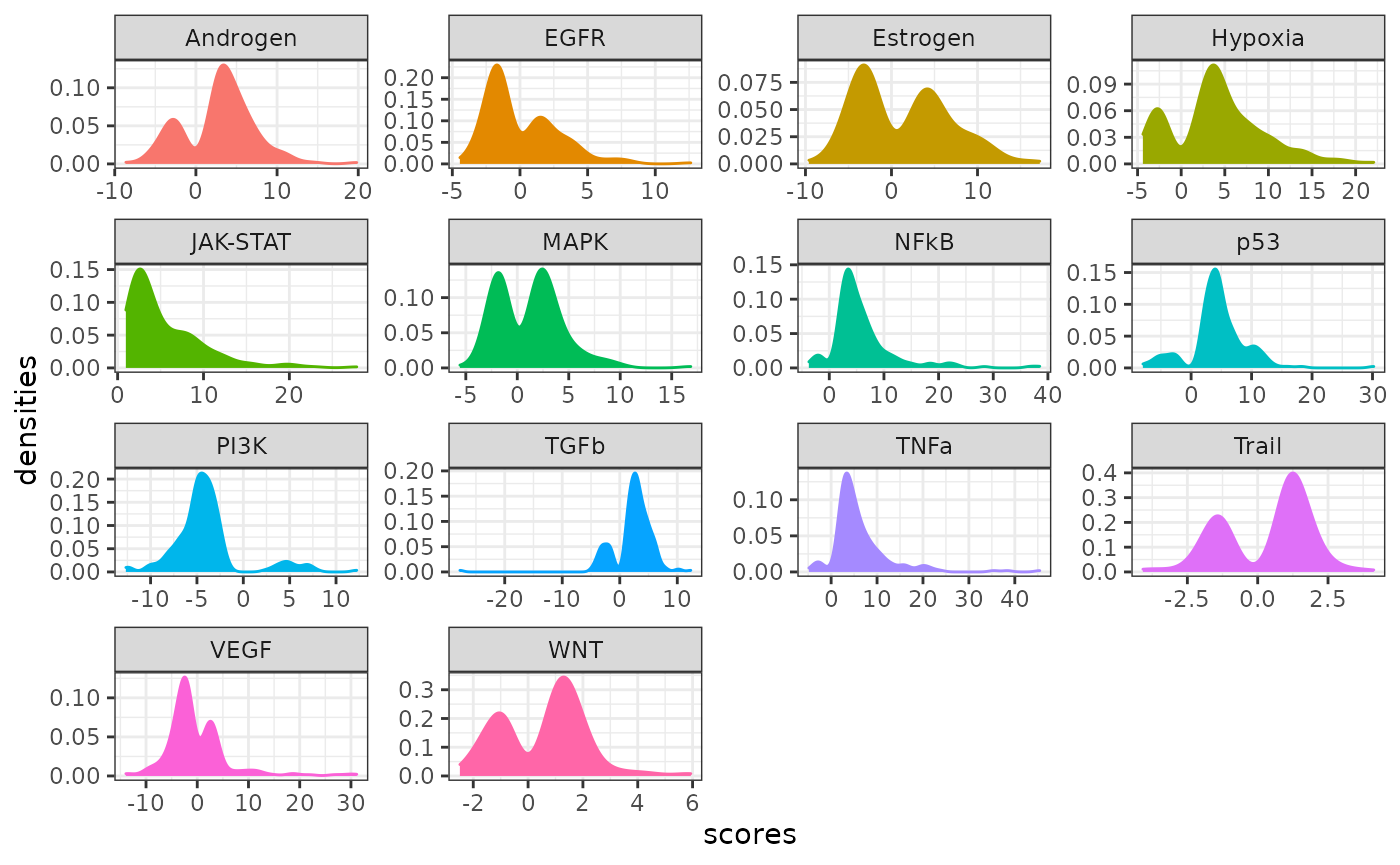 Androgen EGFR Estrogen Hypoxia
0.10 0.05 0.00
0.20 0.15 0.10 0.05 0.00
0.075 0.050 0.025 0.000
0.09 0.06 0.03 0.00
-10 0 10 20 -5 0 5 10 -10 0 10 -5 0 5 10 15 20
JAK-STAT MAPK NFkB p53
0.15 0.10 0.05 0.00
0.10 0.05 0.00
0.15 0.10 0.05 0.00
0.15 0.10 0.05 0.00
0 10 20 -5 0 5 10 15 0 10 20 30 40 0 10 20 30
PI3K TGFb TNFa Trail
0.20 0.15 0.10 0.05 0.00
0.20 0.15 0.10 0.05 0.00
0.10 0.05 0.00
0.4 0.3 0.2 0.1 0.0
-10 -5 0 5 10 -20 -10 0 10 0 10 20 30 40 -2.5 0.0 2.5
VEGF WNT
0.10 0.05 0.00
0.3 0.2 0.1 0.0
-10 0 10 20 30 -2 0 2 4 6
densities
scores